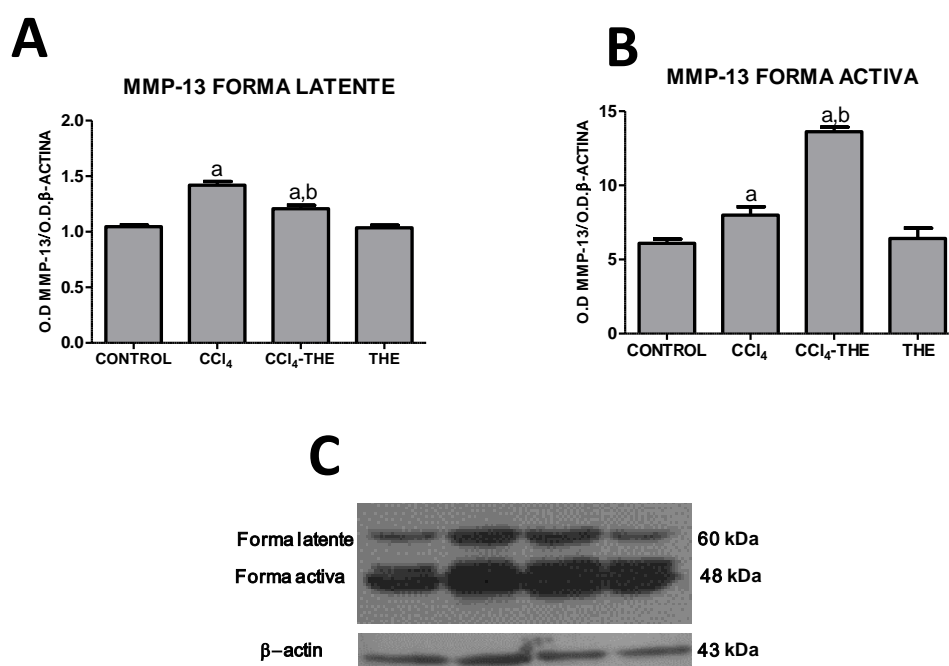 A
MMP-13 FORMA LATENTE
O.D MMP-13/O.D.β-ACTINA
2.0
1.5
1.0
0.5
0.0
a
a,b
CONTROL
CCl₄
CCl₄-THE
THE
B
MMP-13 FORMA ACTIVA
O.D MMP-13/O.D.β-ACTINA
15
10
5
0
a
a,b
CONTROL
CCl₄
CCl₄-THE
THE
C
Forma latente 60 kDa
Forma activa 48 kDa
β–actin 43 kDa